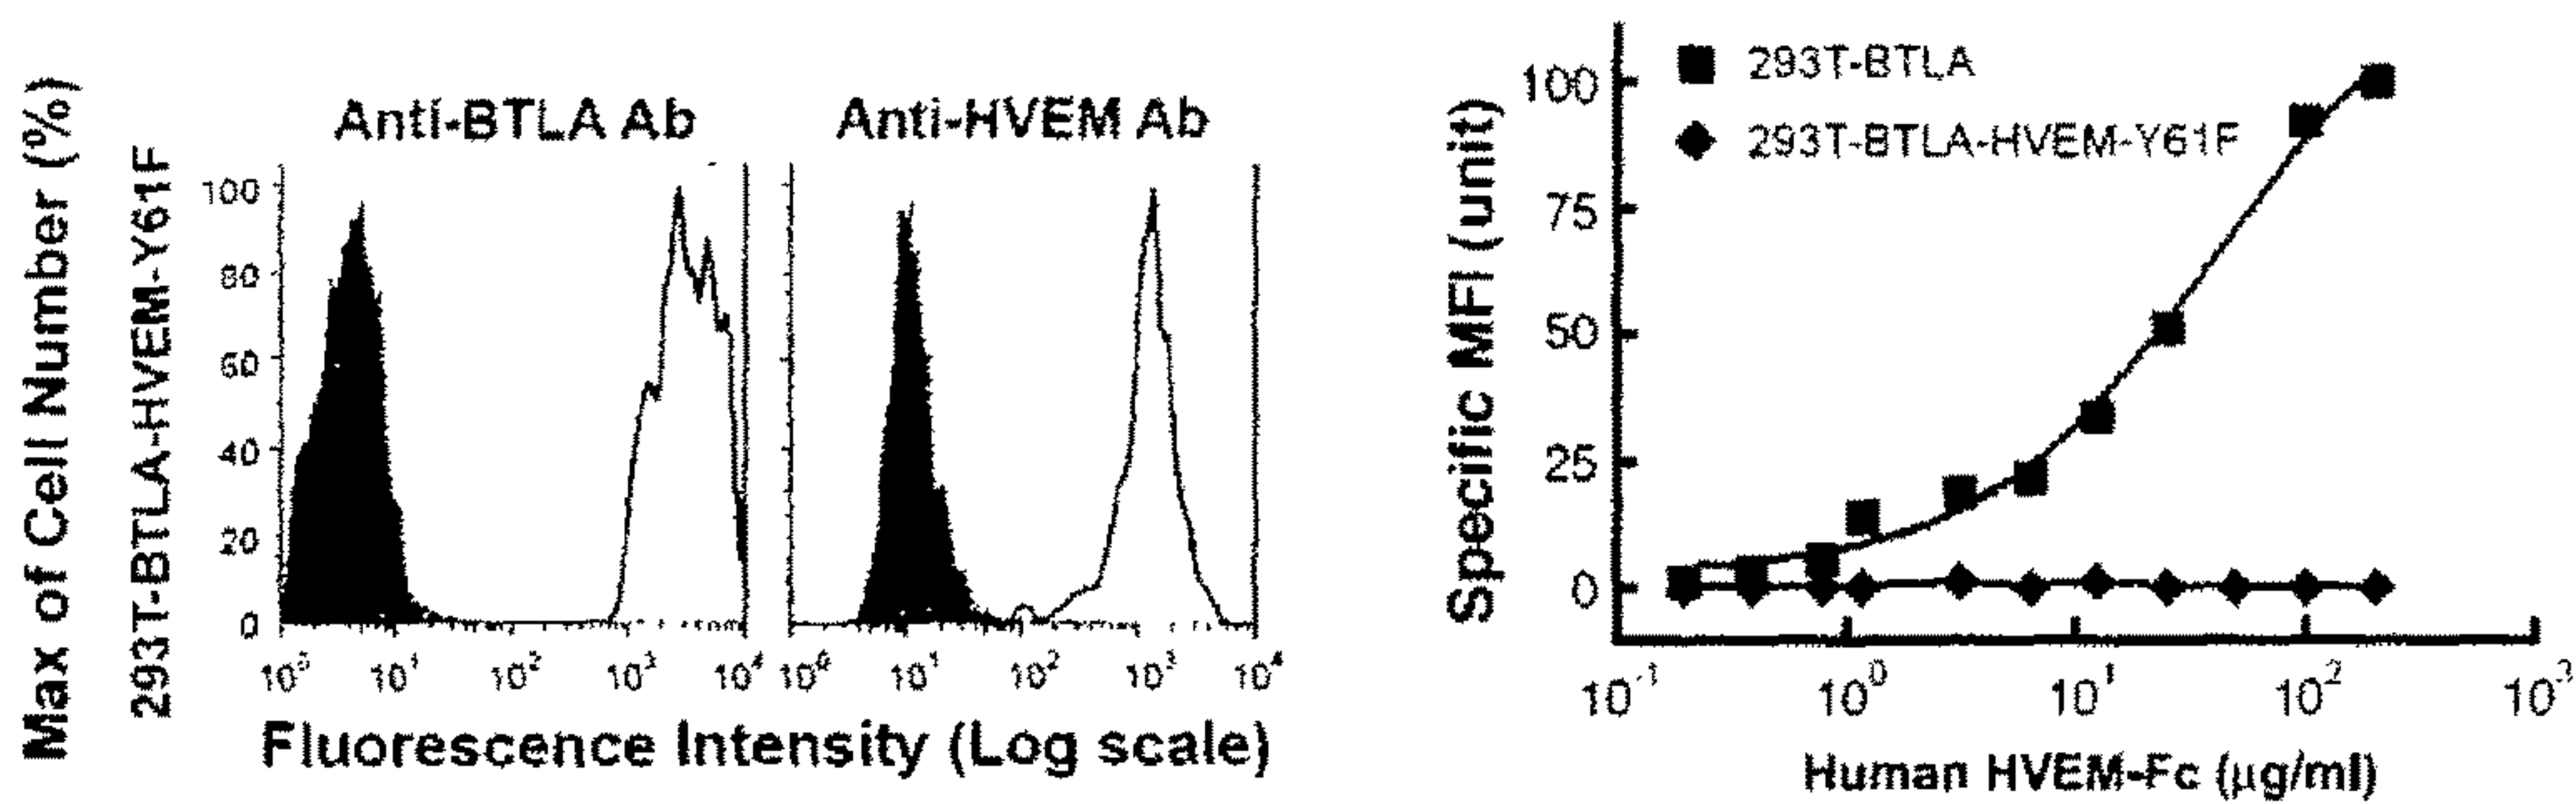 Max of Cell Number (%)
293T-BTLA-HVEM-Y61F
Anti-BTLA Ab
Anti-HVEM Ab
100
80
60
40
20
0
10⁰ 10¹ 10² 10³ 10⁴
10⁰ 10¹ 10² 10³ 10⁴
Fluorescence Intensity (Log scale)
Specific MFI (unit)
293T-BTLA
293T-BTLA-HVEM-Y61F
100
75
50
25
0
10⁻¹ 10⁰ 10¹ 10² 10³
Human HVEM-Fc (µg/ml)